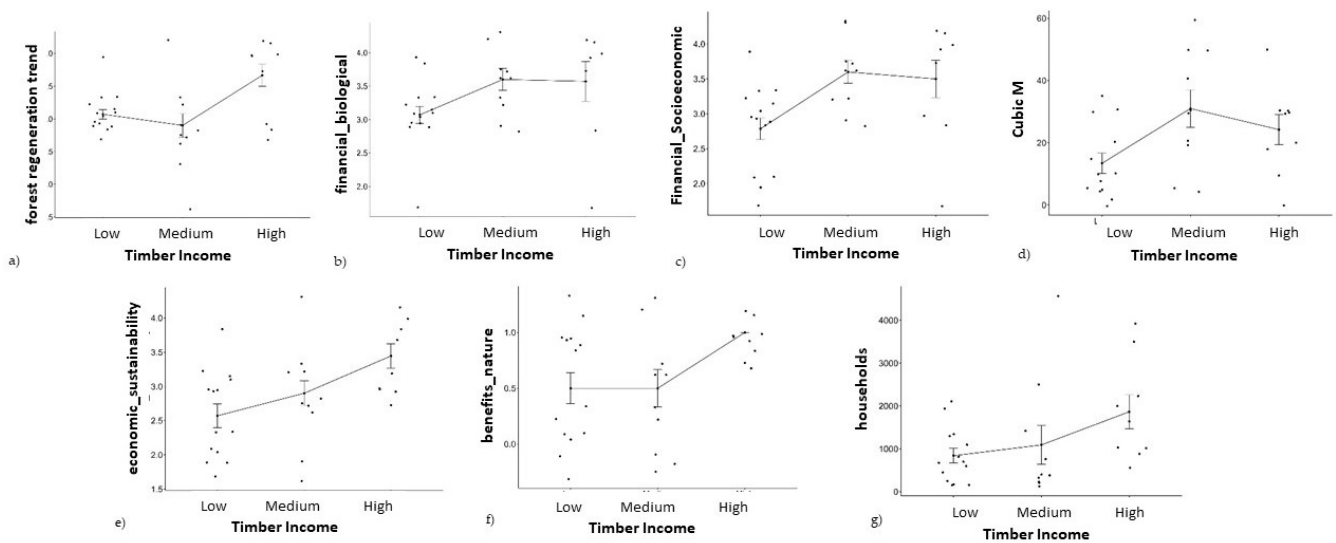 forest regeneration trend
.0
.0
.0
.5
Low Medium High
Timber Income
a)
financial_biological
4.0
3.5
3.0
2.5
2.0
Low Medium High
Timber Income
b)
Financial_Socioeconomic
4.0
3.5
3.0
2.5
2.0
Low Medium High
Timber Income
c)
Cubic M
60
40
20
0
Low Medium High
Timber Income
d)
economic_sustainability
4.0
3.5
3.0
2.5
2.0
1.5
Low Medium High
Timber Income
e)
benefits_nature
1.0
0.5
0.0
Low Medium High
Timber Income
f)
households
4000
3000
2000
1000
0
Low Medium High
Timber Income
g)